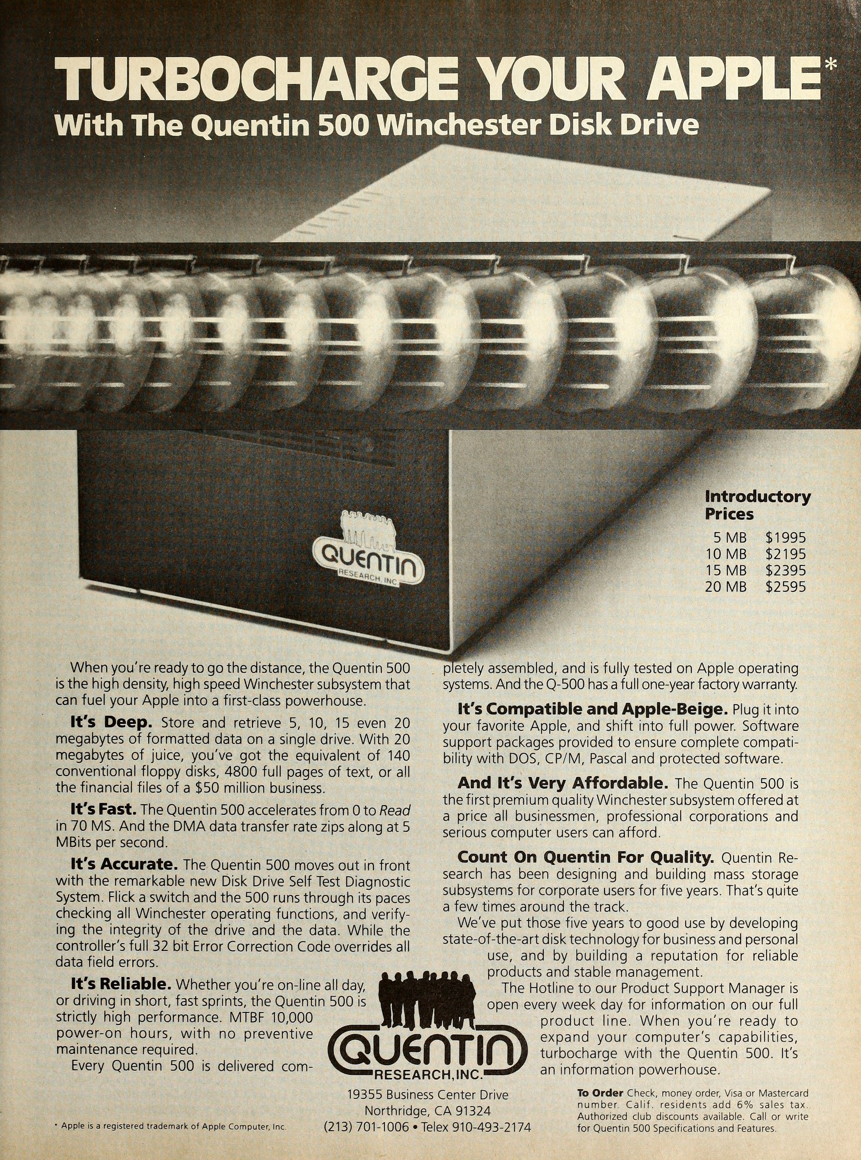 TURBOCHARGE YOUR APPLE*
With The Quentin 500 Winchester Disk Drive
QUENTIN
RESEARCH, INC.
Introductory
Prices
5 MB $1995
10 MB $2195
15 MB $2395
20 MB $2595
When you're ready to go the distance, the Quentin 500
is the high density, high speed Winchester subsystem that
can fuel your Apple into a first-class powerhouse.
It's Deep. Store and retrieve 5, 10, 15 even 20
megabytes of formatted data on a single drive. With 20
megabytes of juice, you've got the equivalent of 140
conventional floppy disks, 4800 full pages of text, or all
the financial files of a $50 million business.
It's Fast. The Quentin 500 accelerates from 0 to Read
in 70 MS. And the DMA data transfer rate zips along at 5
MBits per second.
It's Accurate. The Quentin 500 moves out in front
with the remarkable new Disk Drive Self Test Diagnostic
System. Flick a switch and the 500 runs through its paces
checking all Winchester operating functions, and verify-
ing the integrity of the drive and the data. While the
controller's full 32 bit Error Correction Code overrides all
data field errors.
It's Reliable. Whether you're on-line all day,
or driving in short, fast sprints, the Quentin 500 is
strictly high performance. MTBF 10,000
power-on hours, with no preventive
maintenance required.
Every Quentin 500 is delivered com-
pletely assembled, and is fully tested on Apple operating
systems. And the Q-500 has a full one-year factory warranty.
It's Compatible and Apple-Beige. Plug it into
your favorite Apple, and shift into full power. Software
support packages provided to ensure complete compati-
bility with DOS, CP/M, Pascal and protected software.
And It's Very Affordable. The Quentin 500 is
the first premium quality Winchester subsystem offered at
a price all businessmen, professional corporations and
serious computer users can afford.
Count On Quentin For Quality. Quentin Re-
search has been designing and building mass storage
subsystems for corporate users for five years. That's quite
a few times around the track.
We've put those five years to good use by developing
state-of-the-art disk technology for business and personal
use, and by building a reputation for reliable
products and stable management.
The Hotline to our Product Support Manager is
open every week day for information on our full
product line. When you're ready to
expand your computer's capabilities,
turbocharge with the Quentin 500. It's
an information powerhouse.
QUENTIN
RESEARCH, INC.
19355 Business Center Drive
Northridge, CA 91324
(213) 701-1006 • Telex 910-493-2174
To Order Check, money order, Visa or Mastercard
number. Calif. residents add 6% sales tax.
Authorized club discounts available. Call or write
for Quentin 500 Specifications and Features.
* Apple is a registered trademark of Apple Computer, Inc.